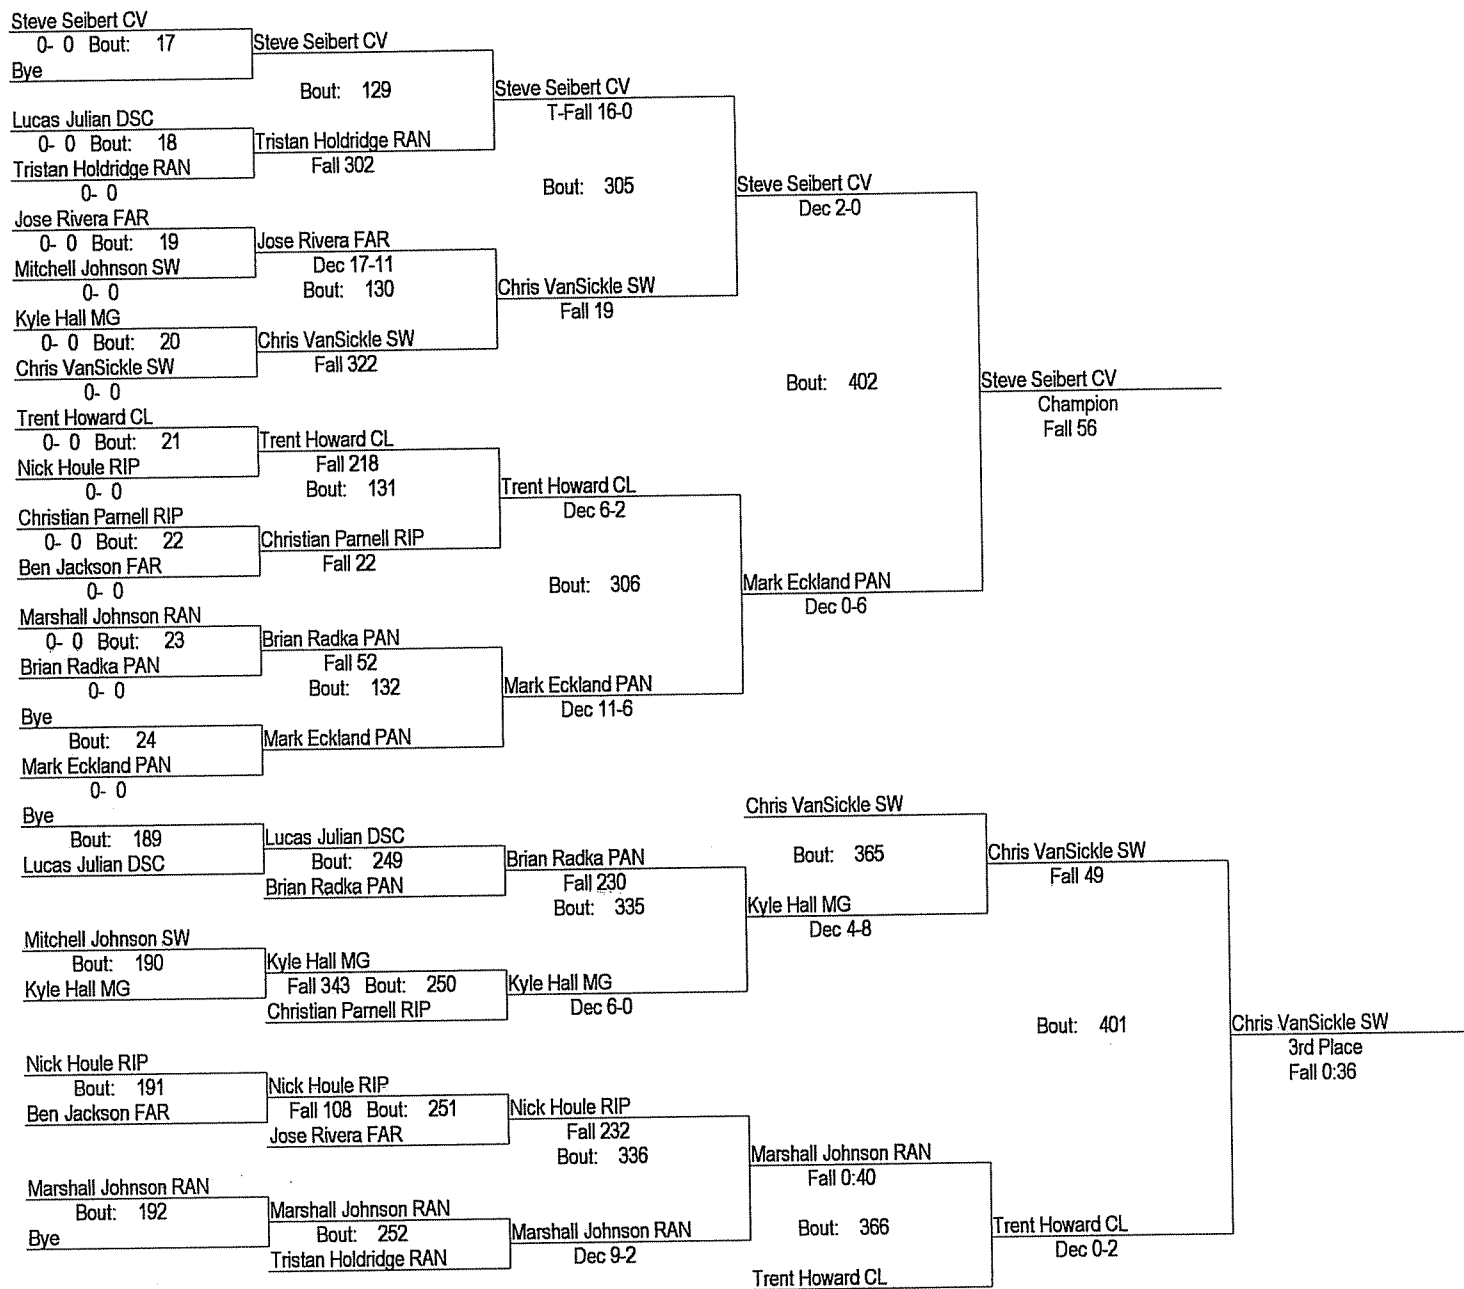 Steve Seibert CV
0- 0 Bout: 17
Bye
Steve Seibert CV
Bout: 129
Lucas Julian DSC
0- 0 Bout: 18
Tristan Holdridge RAN
0- 0
Tristan Holdridge RAN
Fall 302
Steve Seibert CV
T-Fall 16-0
Bout: 305
Jose Rivera FAR
0- 0 Bout: 19
Mitchell Johnson SW
0- 0
Jose Rivera FAR
Dec 17-11
Bout: 130
Kyle Hall MG
0- 0 Bout: 20
Chris VanSickle SW
0- 0
Chris VanSickle SW
Fall 322
Chris VanSickle SW
Fall 19
Steve Seibert CV
Dec 2-0
Bout: 402
Trent Howard CL
0- 0 Bout: 21
Nick Houle RIP
0- 0
Trent Howard CL
Fall 218
Bout: 131
Christian Parnell RIP
0- 0 Bout: 22
Ben Jackson FAR
0- 0
Christian Parnell RIP
Fall 22
Trent Howard CL
Dec 6-2
Bout: 306
Marshall Johnson RAN
0- 0 Bout: 23
Brian Radka PAN
0- 0
Brian Radka PAN
Fall 52
Bout: 132
Bye
Bout: 24
Mark Eckland PAN
0- 0
Mark Eckland PAN
Mark Eckland PAN
Dec 11-6
Mark Eckland PAN
Dec 0-6
Steve Seibert CV
Champion
Fall 56
Bye
Bout: 189
Lucas Julian DSC
Lucas Julian DSC
Bout: 249
Brian Radka PAN
Brian Radka PAN
Fall 230
Bout: 335
Mitchell Johnson SW
Bout: 190
Kyle Hall MG
Kyle Hall MG
Fall 343 Bout: 250
Christian Parnell RIP
Kyle Hall MG
Dec 6-0
Chris VanSickle SW
Bout: 365
Kyle Hall MG
Dec 4-8
Chris VanSickle SW
Fall 49
Bout: 401
Nick Houle RIP
Bout: 191
Ben Jackson FAR
Nick Houle RIP
Fall 108 Bout: 251
Jose Rivera FAR
Nick Houle RIP
Fall 232
Bout: 336
Marshall Johnson RAN
Bout: 192
Bye
Marshall Johnson RAN
Bout: 252
Tristan Holdridge RAN
Marshall Johnson RAN
Dec 9-2
Marshall Johnson RAN
Fall 0:40
Bout: 366
Trent Howard CL
Trent Howard CL
Dec 0-2
Chris VanSickle SW
3rd Place
Fall 0:36